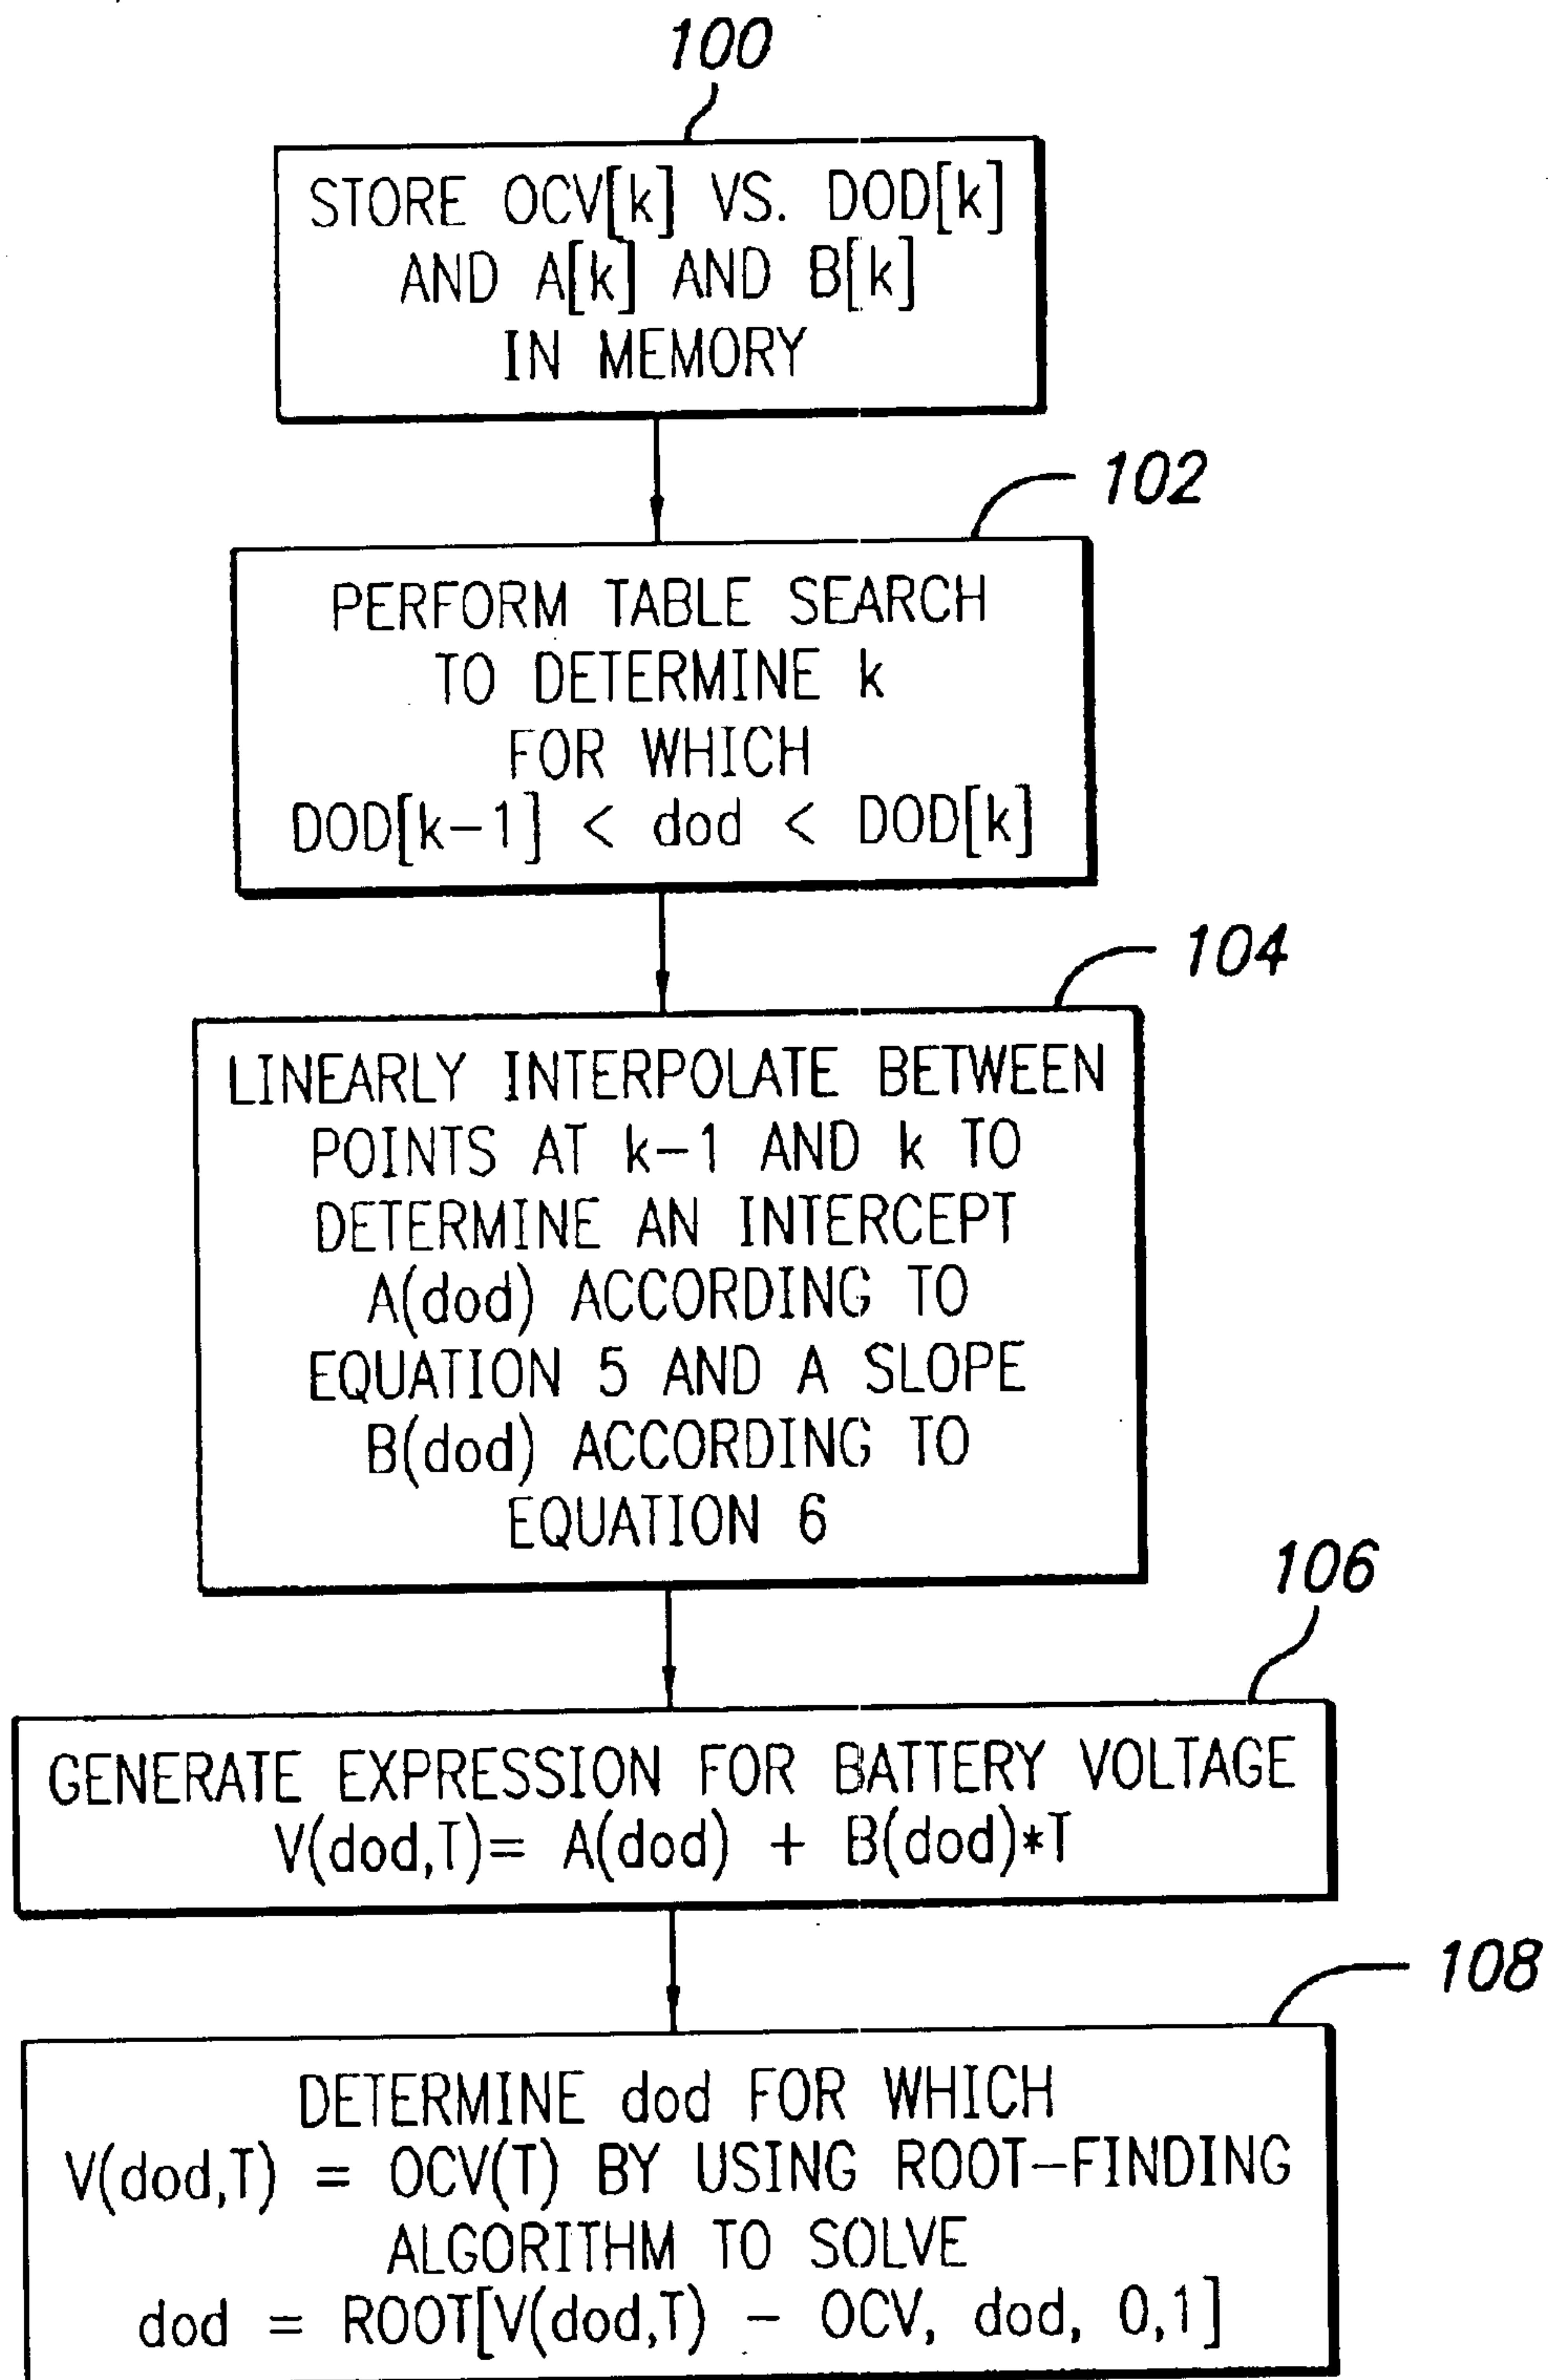 100
STORE OCV[k] VS. DOD[k]
AND A[k] AND B[k]
IN MEMORY
102
PERFORM TABLE SEARCH
TO DETERMINE k
FOR WHICH
DOD[k-1] < dod < DOD[k]
104
LINEARLY INTERPOLATE BETWEEN
POINTS AT k-1 AND k TO
DETERMINE AN INTERCEPT
A(dod) ACCORDING TO
EQUATION 5 AND A SLOPE
B(dod) ACCORDING TO
EQUATION 6
106
GENERATE EXPRESSION FOR BATTERY VOLTAGE
V(dod,T)= A(dod) + B(dod)*T
108
DETERMINE dod FOR WHICH
V(dod,T) = OCV(T) BY USING ROOT-FINDING
ALGORITHM TO SOLVE
dod = ROOT[V(dod,T) - OCV, dod, 0,1]